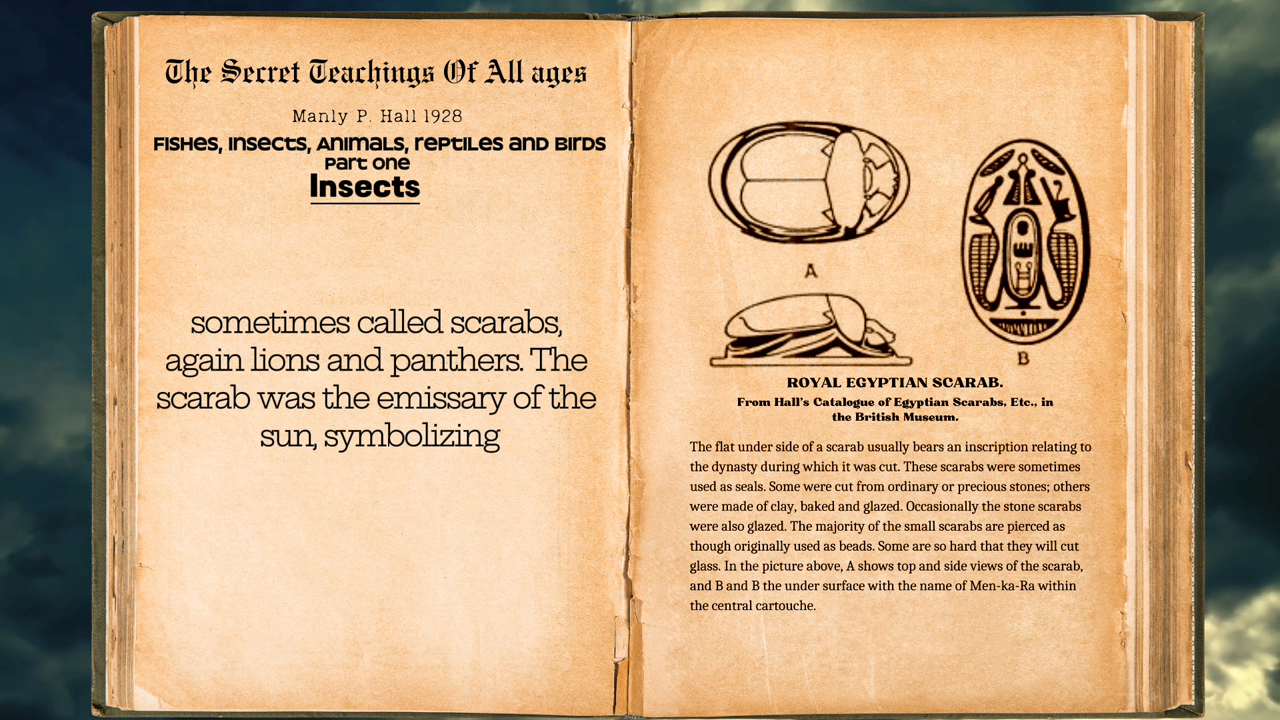 The Secret Teachings Of All ages
Manly P. Hall 1928
Fishes, Insects, Animals, reptiles and Birds
Part one
Insects
sometimes called scarabs,
again lions and panthers. The
scarab was the emissary of the
sun, symbolizing
A
B
ROYAL EGYPTIAN SCARAB.
From Hall's Catalogue of Egyptian Scarabs, Etc., in
the British Museum.
The flat under side of a scarab usually bears an inscription relating to
the dynasty during which it was cut. These scarabs were sometimes
used as seals. Some were cut from ordinary or precious stones; others
were made of clay, baked and glazed. Occasionally the stone scarabs
were also glazed. The majority of the small scarabs are pierced as
though originally used as beads. Some are so hard that they will cut
glass. In the picture above, A shows top and side views of the scarab,
and B and B the under surface with the name of Men-ka-Ra within
the central cartouche.